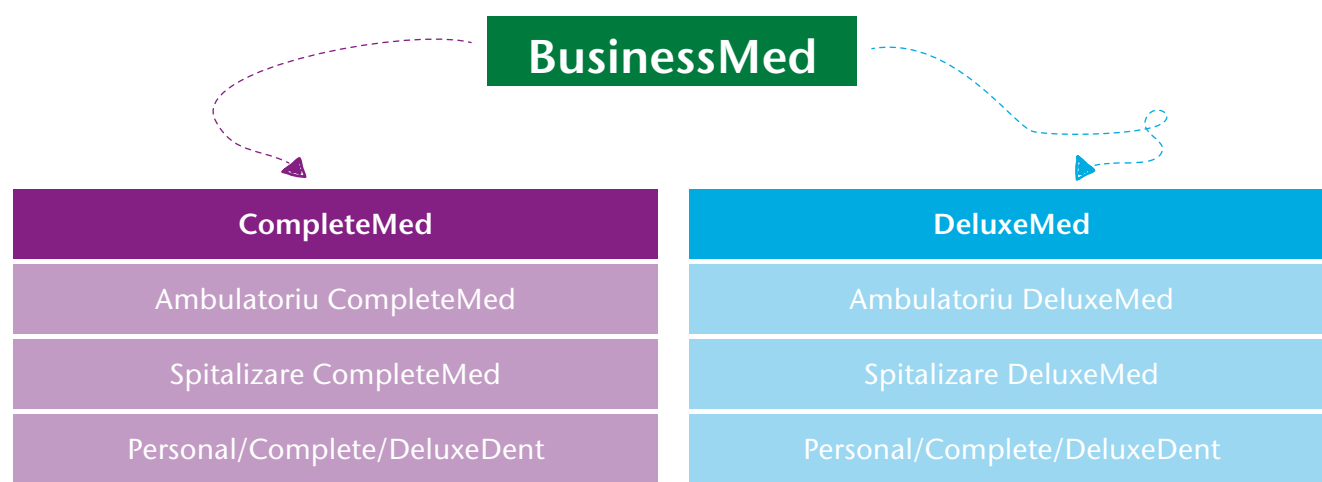 BusinessMed
CompleteMed
Ambulatoriu CompleteMed
Spitalizare CompleteMed
Personal/Complete/DeluxeDent
DeluxeMed
Ambulatoriu DeluxeMed
Spitalizare DeluxeMed
Personal/Complete/DeluxeDent